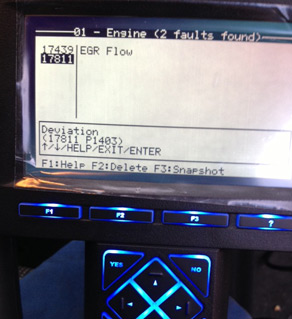 01 - Engine (2 faults found)
17439 EGR Flow
17811
Deviation
(17811 P1403)
↑/↓/HELP/EXIT/ENTER
F1:Help F2:Delete F3:Snapshot
F1 F2 F3 ?
YES NO